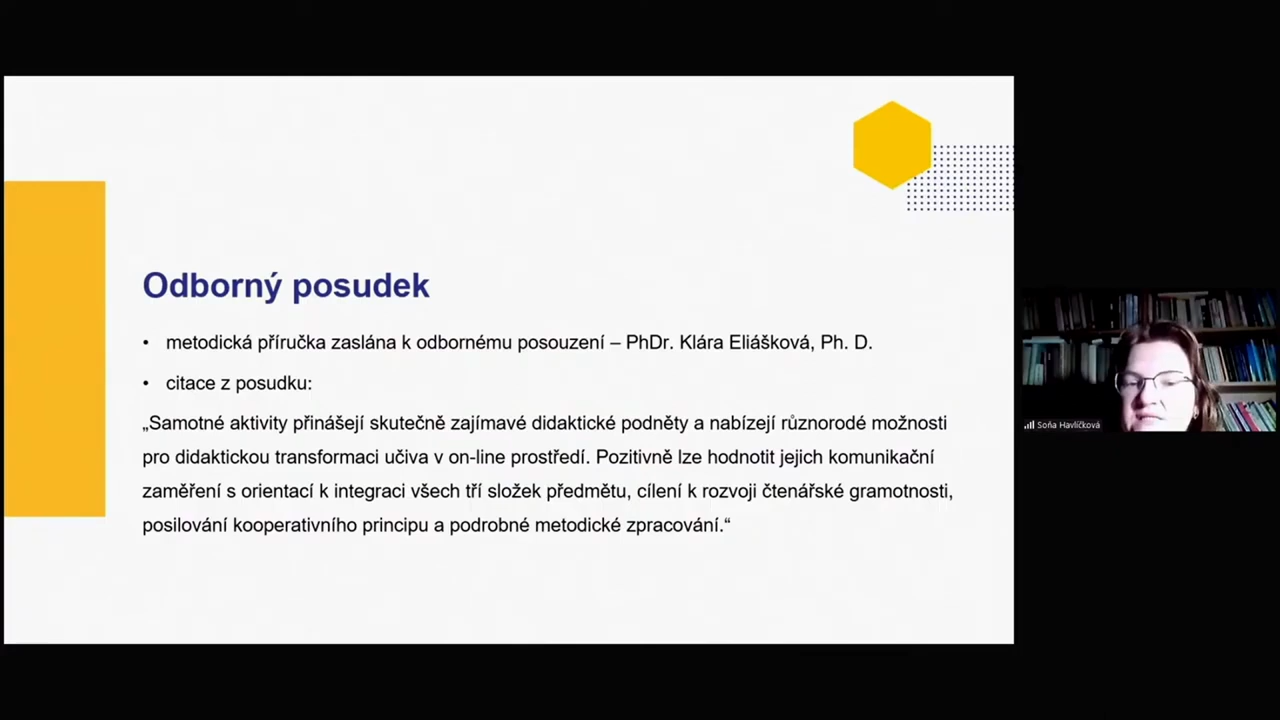 Odborný posudek
• metodická příručka zaslána k odbornému posouzení – PhDr. Klára Eliášková, Ph. D.
• citace z posudku:
„Samotné aktivity přinášejí skutečně zajímavé didaktické podněty a nabízejí různorodé možnosti
pro didaktickou transformaci učiva v on-line prostředí. Pozitivně lze hodnotit jejich komunikační
zaměření s orientací k integraci všech tří složek předmětu, cílení k rozvoji čtenářské gramotnosti,
posilování kooperativního principu a podrobné metodické zpracování.“
Soňa Havlíčková